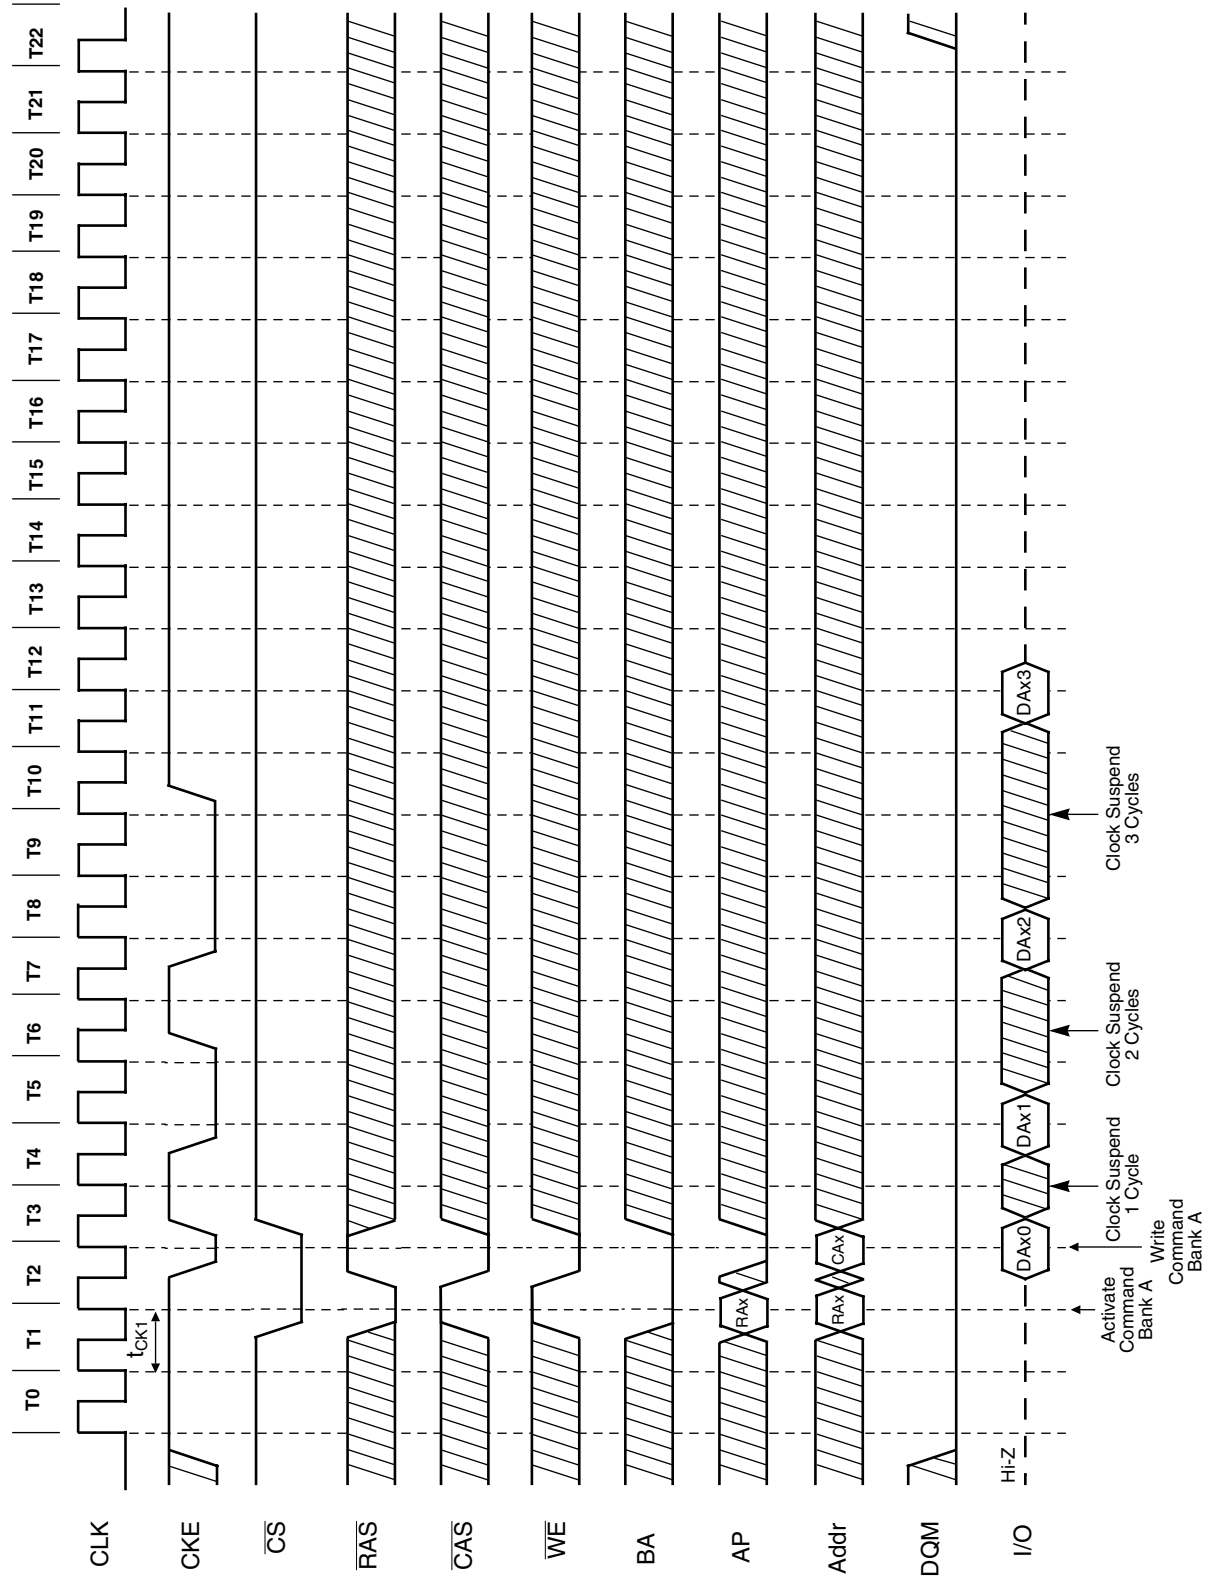 T0 T1 T2 T3 T4 T5 T6 T7 T8 T9 T10 T11 T12 T13 T14 T15 T16 T17 T18 T19 T20 T21 T22
CLK
tCK1
CKE
CS
RAS
CAS
WE
BA
AP
RAx
Addr
RAx CAx
DQM
I/O
Hi-Z
DAx0 DAx1 DAx2 DAx3
Activate
Command
Bank A
Write
Command
Bank A
Clock Suspend
1 Cycle
Clock Suspend
2 Cycles
Clock Suspend
3 Cycles